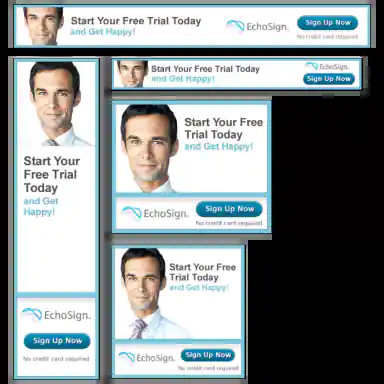 Start Your Free Trial Today
and Get Happy!
EchoSign.
Sign Up Now
No credit card required
Start Your Free Trial Today
and Get Happy!
EchoSign.
Sign Up Now
Start Your
Free Trial
Today
and Get
Happy!
EchoSign.
Sign Up Now
No credit card required
Start Your Free
Trial Today
and Get Happy!
EchoSign.
Sign Up Now
No credit card required
Start Your Free
Trial Today
and Get Happy!
EchoSign.
Sign Up Now
No credit card required